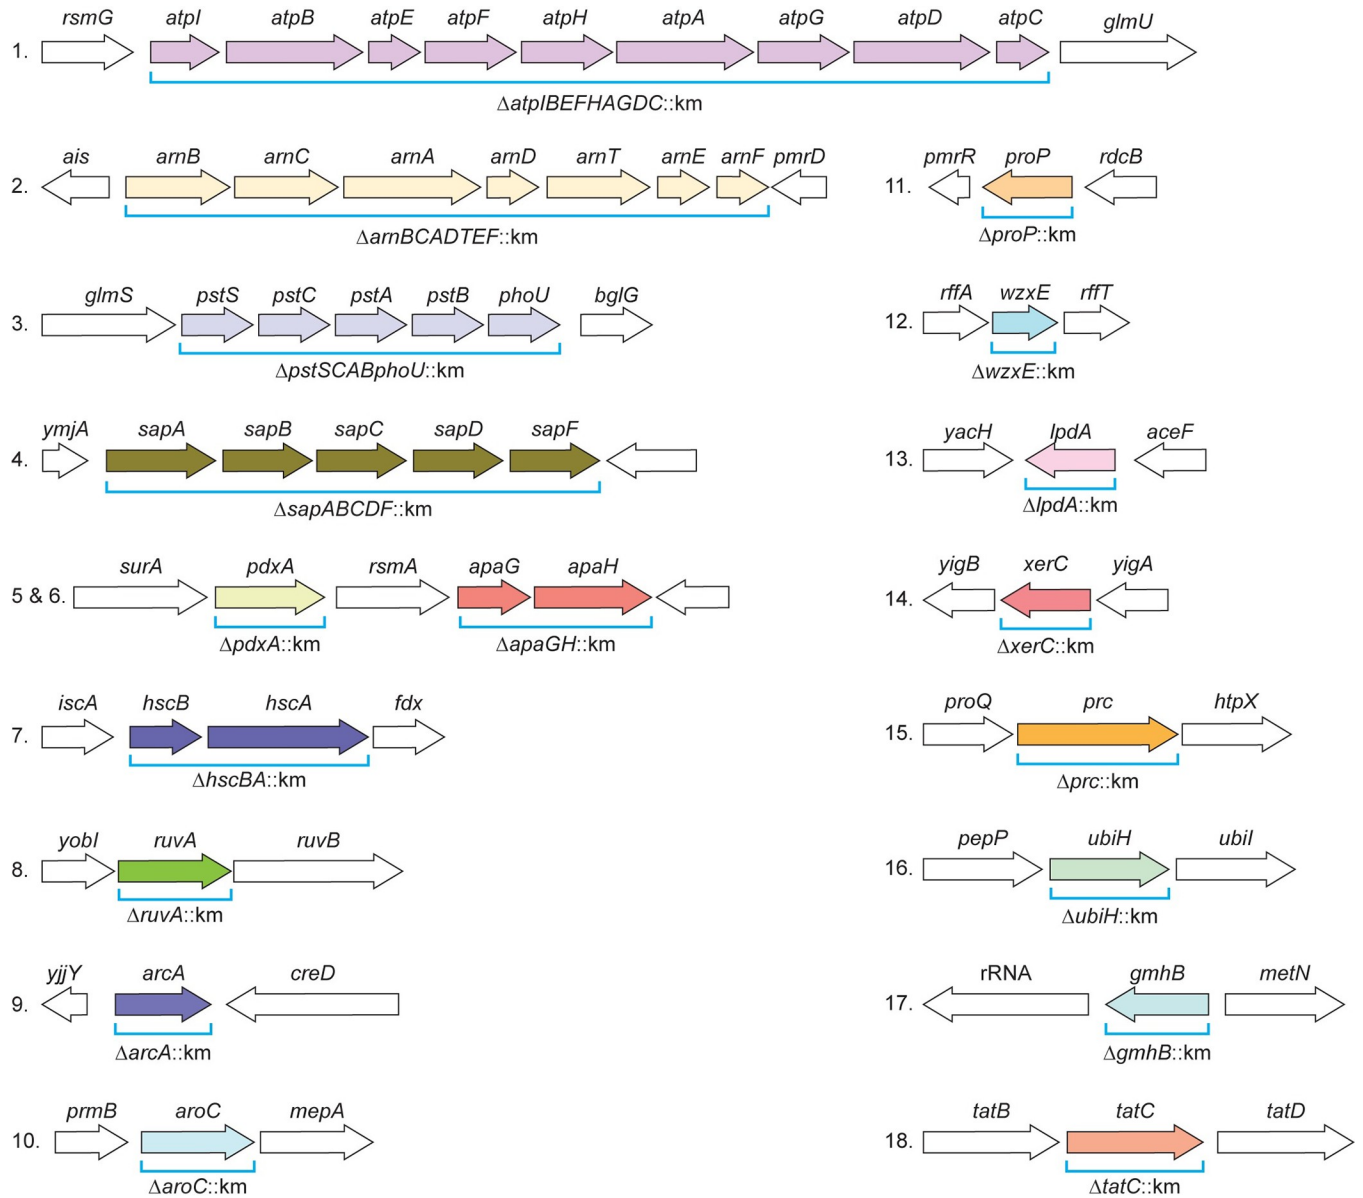 rsmG atpI atpB atpE atpF atpH atpA atpG atpD atpC glmU
1.
ΔatpIBEFHAGDC::km
ais arnB arnC arnA arnD arnT arnE arnF pmrD
2.
ΔarnBCADTEF::km
glmS pstS pstC pstA pstB phoU bglG
3.
ΔpstSCABphoU::km
ymjA sapA sapB sapC sapD sapF
4.
ΔsapABCDF::km
surA pdxA rsmA apaG apaH
5 & 6.
ΔpdxA::km ΔapaGH::km
iscA hscB hscA fdx
7.
ΔhscBA::km
yobI ruvA ruvB
8.
ΔruvA::km
yjjY arcA creD
9.
ΔarcA::km
prmB aroC mepA
10.
ΔaroC::km
pmrR proP rdcB
11.
ΔproP::km
rffA wzxE rffT
12.
ΔwzxE::km
yacH lpdA aceF
13.
ΔlpdA::km
yigB xerC yigA
14.
ΔxerC::km
proQ prc htpX
15.
Δprc::km
pepP ubiH ubiI
16.
ΔubiH::km
rRNA gmhB metN
17.
ΔgmhB::km
tatB tatC tatD
18.
ΔtatC::km